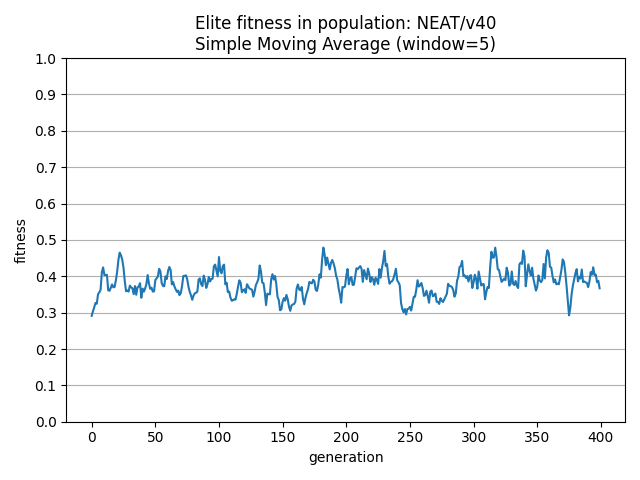 Elite fitness in population: NEAT/v40
Simple Moving Average (window=5)
1.0
0.9
0.8
0.7
0.6
0.5
0.4
0.3
0.2
0.1
0.0
fitness
0 50 100 150 200 250 300 350 400
generation